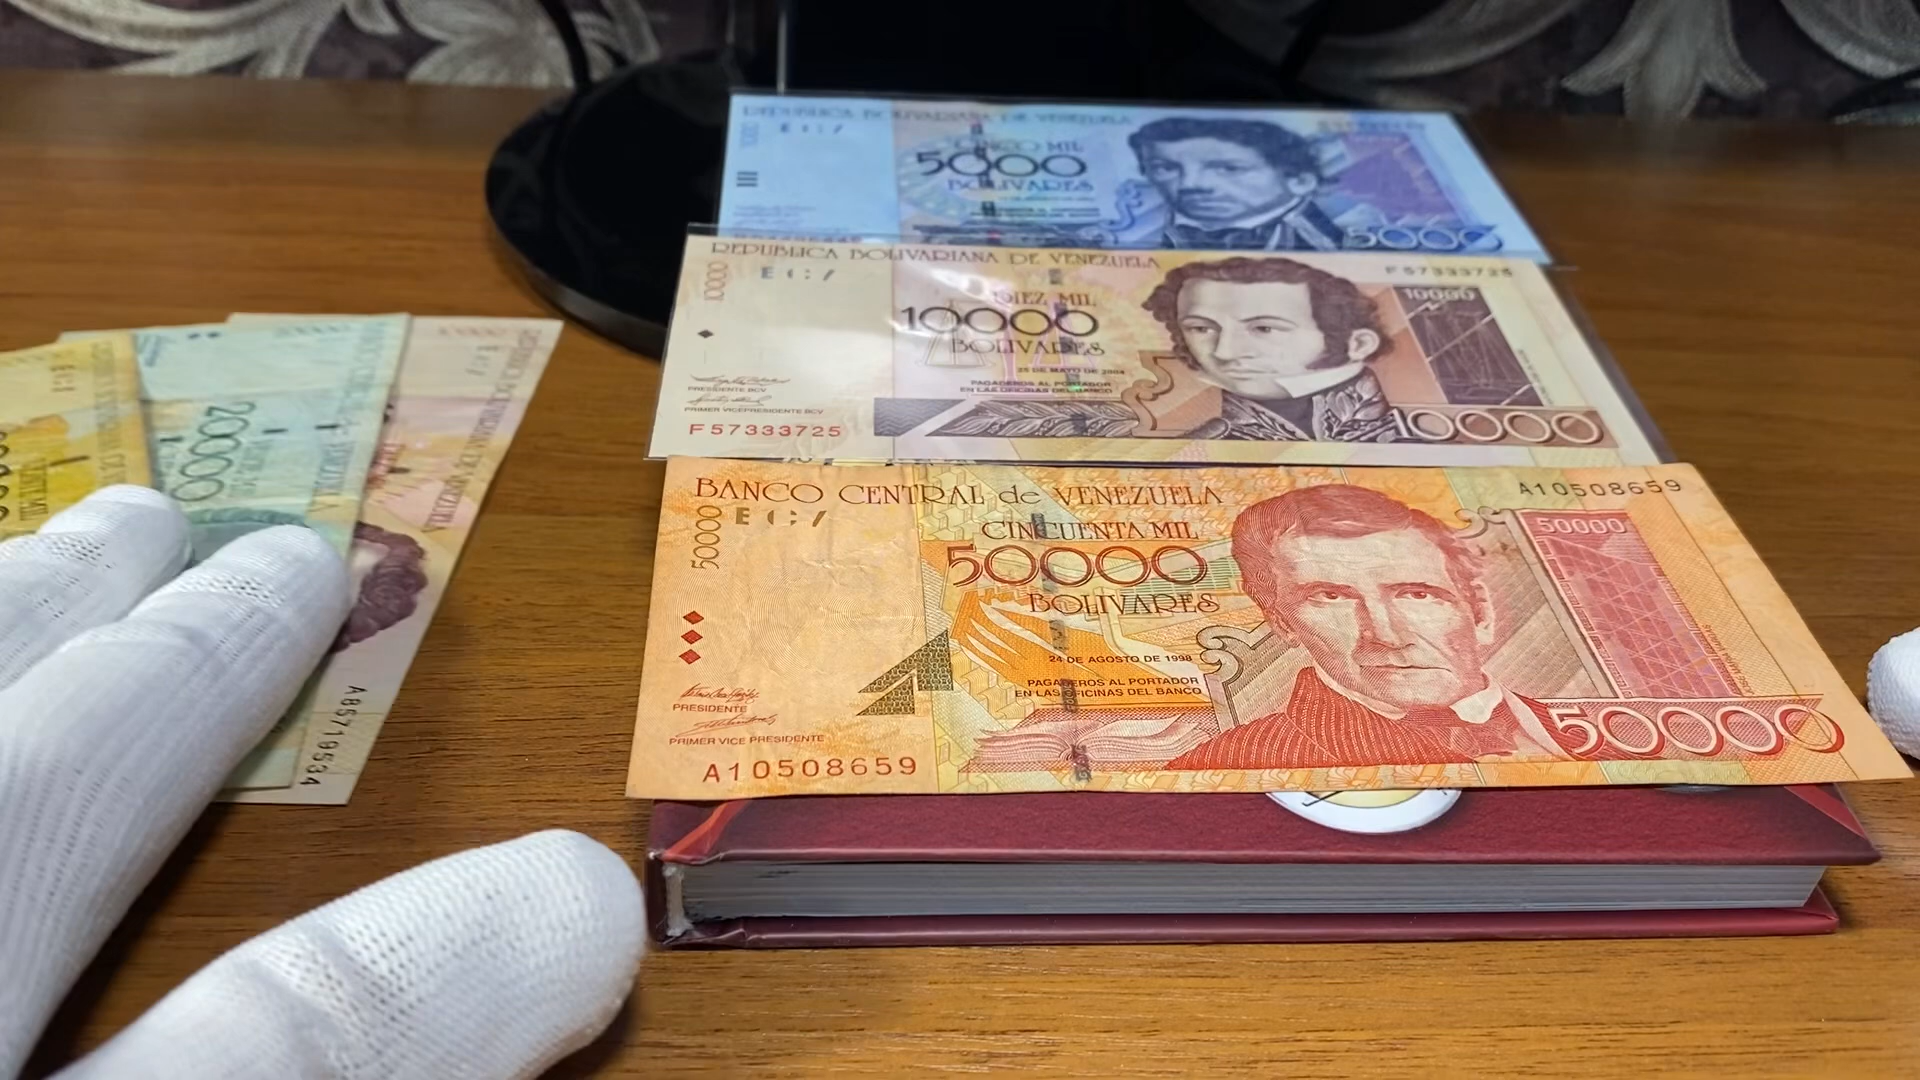 REPUBLICA BOLIVARIANA DE VENEZUELA
CINCO MIL
5000
BOLIVARES
5000
REPUBLICA BOLIVARIANA DE VENEZUELA
F57333725
10000
10000
DIEZ MIL
10000
BOLIVARES
25 DE MAYO DE 2004
PAGADEROS AL PORTADOR
EN LAS OFICINAS DEL BANCO
PRESIDENTE BCV
PRIMER VICEPRESIDENTE BCV
F57333725
10000
BANCO CENTRAL de VENEZUELA
A10508659
50000
50000
CINCUENTA MIL
50000
BOLIVARES
24 DE AGOSTO DE 1998
PAGADEROS AL PORTADOR
EN LAS OFICINAS DEL BANCO
PRESIDENTE
PRIMER VICE PRESIDENTE
A10508659
50000
20000
A85719534